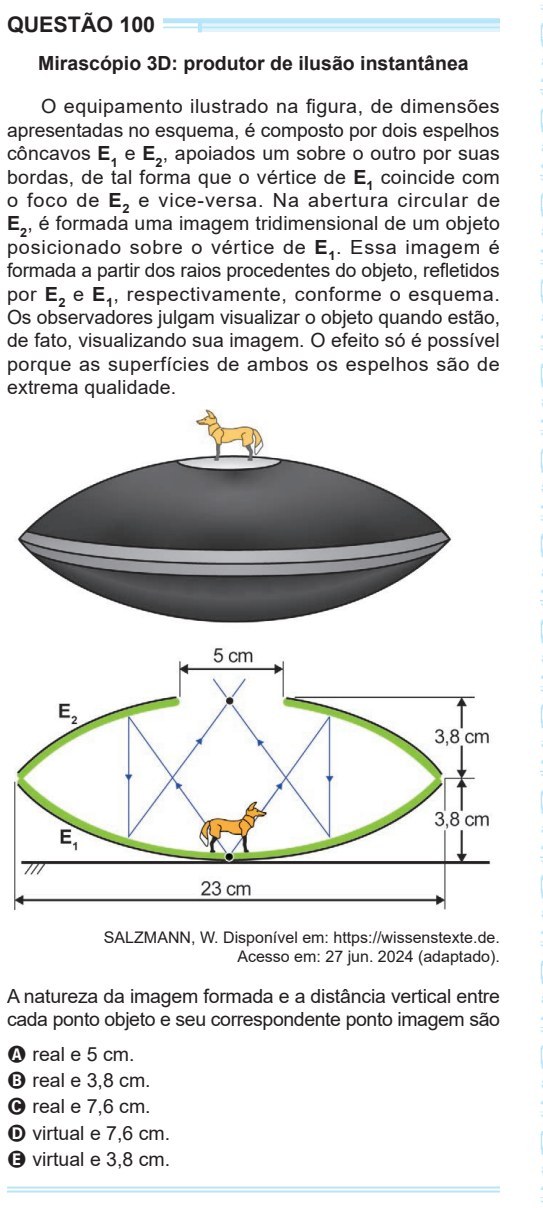 QUESTÃO 100
Mirascópio 3D: produtor de ilusão instantânea
O equipamento ilustrado na figura, de dimensões
apresentadas no esquema, é composto por dois espelhos
côncavos E₁ e E₂, apoiados um sobre o outro por suas
bordas, de tal forma que o vértice de E₁ coincide com
o foco de E₂ e vice-versa. Na abertura circular de
E₂, é formada uma imagem tridimensional de um objeto
posicionado sobre o vértice de E₁. Essa imagem é
formada a partir dos raios procedentes do objeto, refletidos
por E₂ e E₁, respectivamente, conforme o esquema.
Os observadores julgam visualizar o objeto quando estão,
de fato, visualizando sua imagem. O efeito só é possível
porque as superfícies de ambos os espelhos são de
extrema qualidade.
5 cm
E₂
3,8 cm
E₁
3,8 cm
23 cm
SALZMANN, W. Disponível em: https://wissenstexte.de.
Acesso em: 27 jun. 2024 (adaptado).
A natureza da imagem formada e a distância vertical entre
cada ponto objeto e seu correspondente ponto imagem são
A real e 5 cm.
B real e 3,8 cm.
C real e 7,6 cm.
D virtual e 7,6 cm.
E virtual e 3,8 cm.